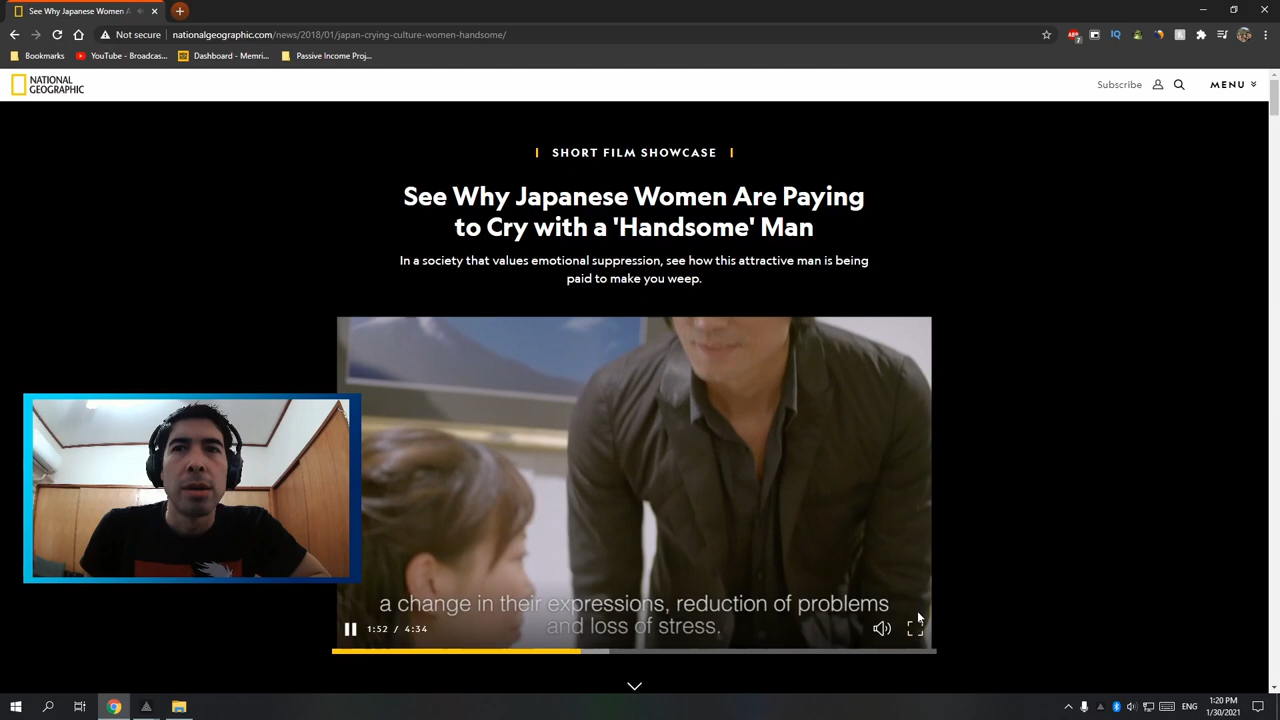 See Why Japanese Women A
Not secure
nationalgeographic.com/news/2018/01/japan-crying-culture-women-handsome/
Bookmarks
YouTube - Broadcas...
Dashboard - Memri...
Passive Income Proj...
NATIONAL
GEOGRAPHIC
Subscribe
MENU
SHORT FILM SHOWCASE
See Why Japanese Women Are Paying
to Cry with a 'Handsome' Man
In a society that values emotional suppression, see how this attractive man is being
paid to make you weep.
a change in their expressions, reduction of problems
and loss of stress.
1:52 / 4:34
ENG
1:20 PM
1/30/2021